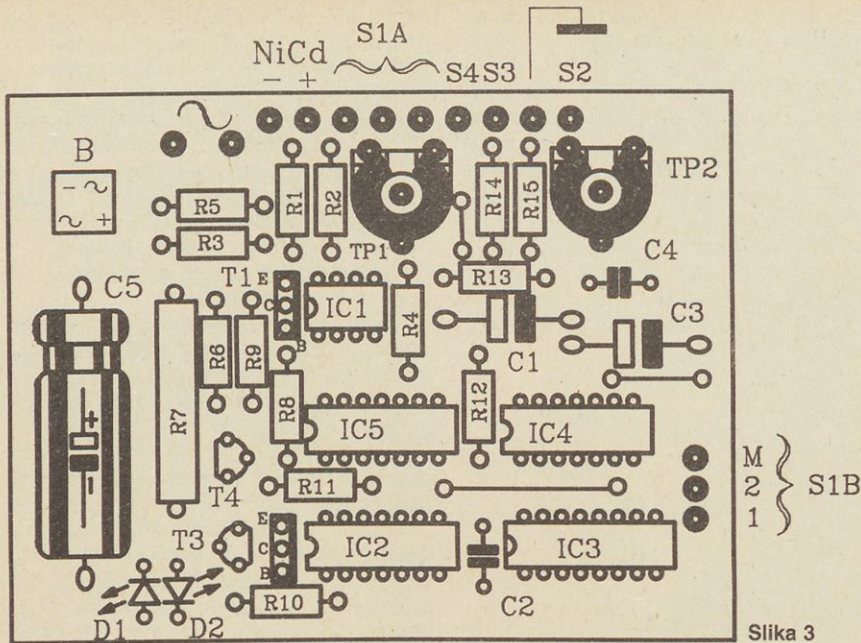 S1A
NiCd S4 S3 S2
- +
B
- ~
~ +
R5
R3
R1
R2
TP1
R14
R15
TP2
C5
T1
E
C
B
IC1
R4
R13
C4
C1
C3
R6
R9
R7
R8
IC5
R12
IC4
T4
R11
M
2
1
S1B
T3
E
C
B
IC2
C2
IC3
R10
D1
D2
+
-
Slika 3